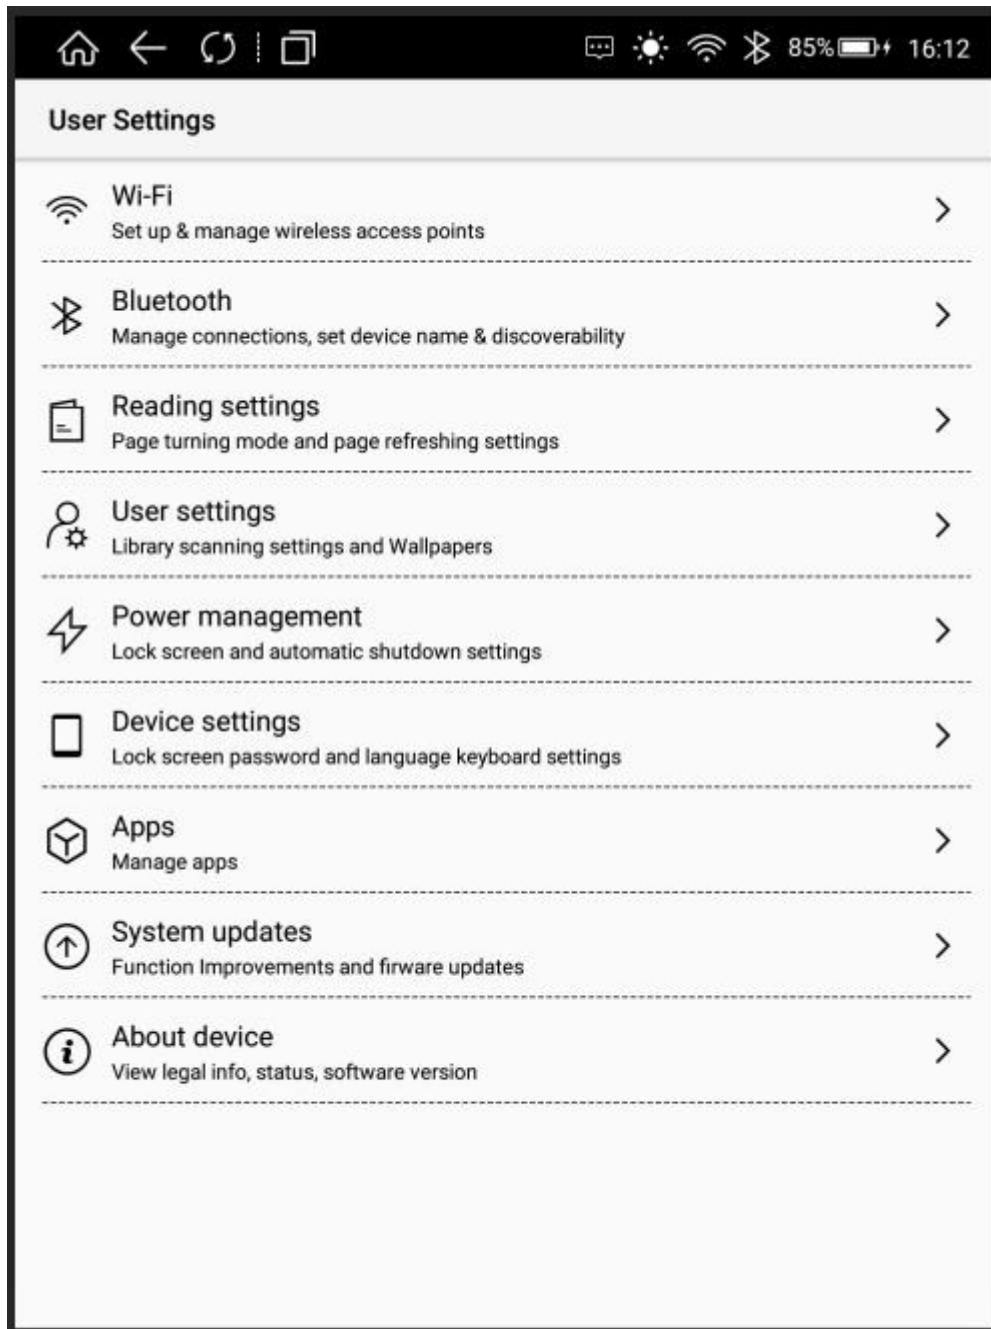 85% 16:12
User Settings
Wi-Fi
Set up & manage wireless access points
Bluetooth
Manage connections, set device name & discoverability
Reading settings
Page turning mode and page refreshing settings
User settings
Library scanning settings and Wallpapers
Power management
Lock screen and automatic shutdown settings
Device settings
Lock screen password and language keyboard settings
Apps
Manage apps
System updates
Function Improvements and firware updates
About device
View legal info, status, software version